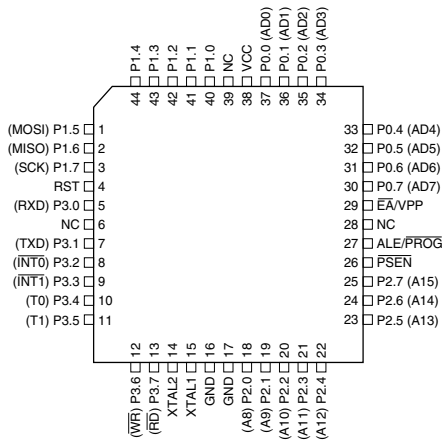 P1.4
P1.3
P1.2
P1.1
P1.0
NC
VCC
P0.0 (AD0)
P0.1 (AD1)
P0.2 (AD2)
P0.3 (AD3)
44
43
42
41
40
39
38
37
36
35
34
(MOSI) P1.5 1
(MISO) P1.6 2
(SCK) P1.7 3
RST 4
(RXD) P3.0 5
NC 6
(TXD) P3.1 7
(INT0) P3.2 8
(INT1) P3.3 9
(T0) P3.4 10
(T1) P3.5 11
33 P0.4 (AD4)
32 P0.5 (AD5)
31 P0.6 (AD6)
30 P0.7 (AD7)
29 EA/VPP
28 NC
27 ALE/PROG
26 PSEN
25 P2.7 (A15)
24 P2.6 (A14)
23 P2.5 (A13)
12
13
14
15
16
17
18
19
20
21
22
(WR) P3.6
(RD) P3.7
XTAL2
XTAL1
GND
GND
(A8) P2.0
(A9) P2.1
(A10) P2.2
(A11) P2.3
(A12) P2.4